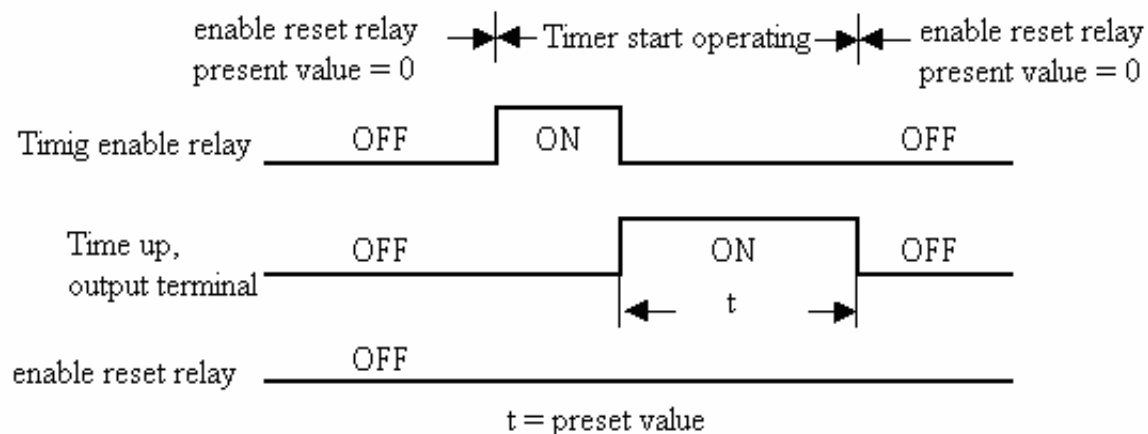 enable reset relay
present value = 0
Timer start operating
enable reset relay
present value = 0
Timig enable relay
OFF
ON
OFF
Time up,
output terminal
OFF
ON
OFF
t
enable reset relay
OFF
t = preset value